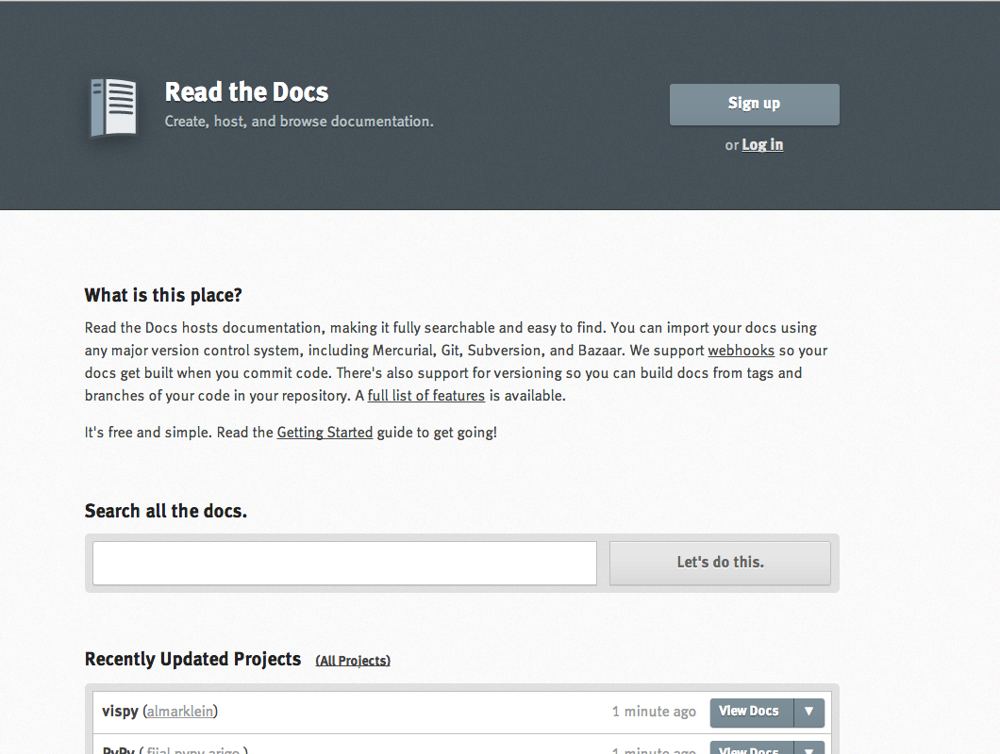 Read the Docs
Create, host, and browse documentation.
Sign up
or Log in
What is this place?
Read the Docs hosts documentation, making it fully searchable and easy to find. You can import your docs using
any major version control system, including Mercurial, Git, Subversion, and Bazaar. We support webhooks so your
docs get built when you commit code. There's also support for versioning so you can build docs from tags and
branches of your code in your repository. A full list of features is available.
It's free and simple. Read the Getting Started guide to get going!
Search all the docs.
Let's do this.
Recently Updated Projects (All Projects)
vispy (almarklein) 1 minute ago View Docs ▼
PyPy ( 1 minute ago View Docs ▼